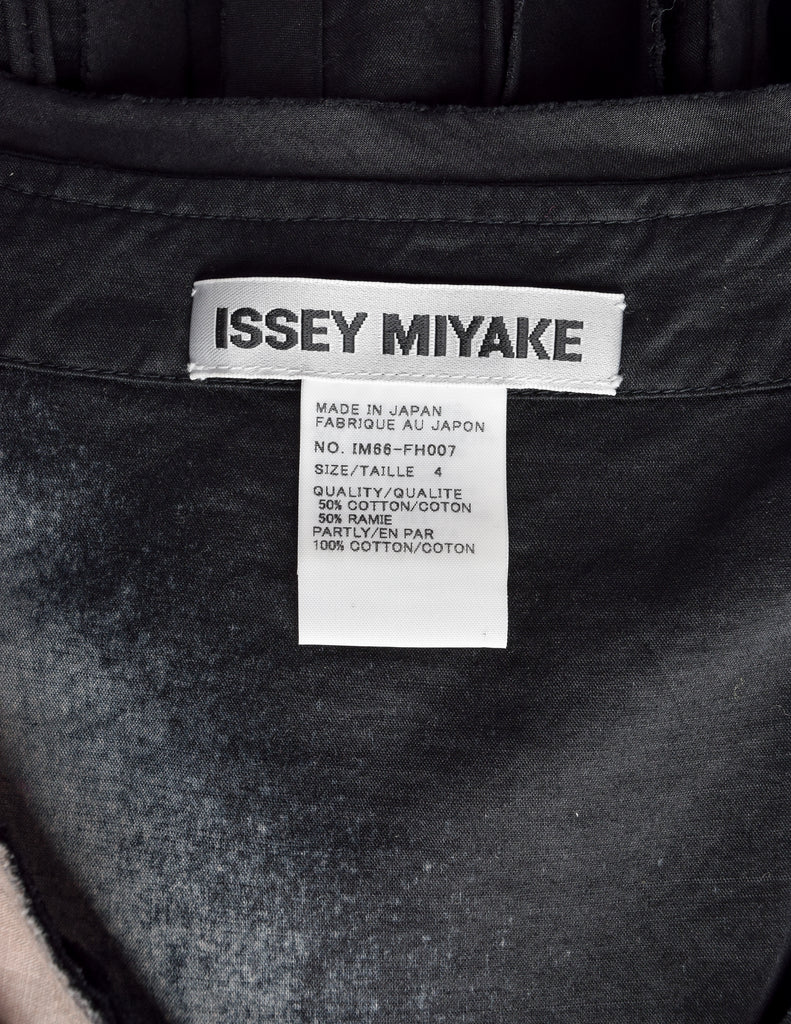 ISSEY MIYAKE
MADE IN JAPAN
FABRIQUE AU JAPON
NO. IM66-FH007
SIZE/TAILLE 4
QUALITY/QUALITE
50% COTTON/COTON
50% RAMIE
PARTLY/EN PAR
100% COTTON/COTON